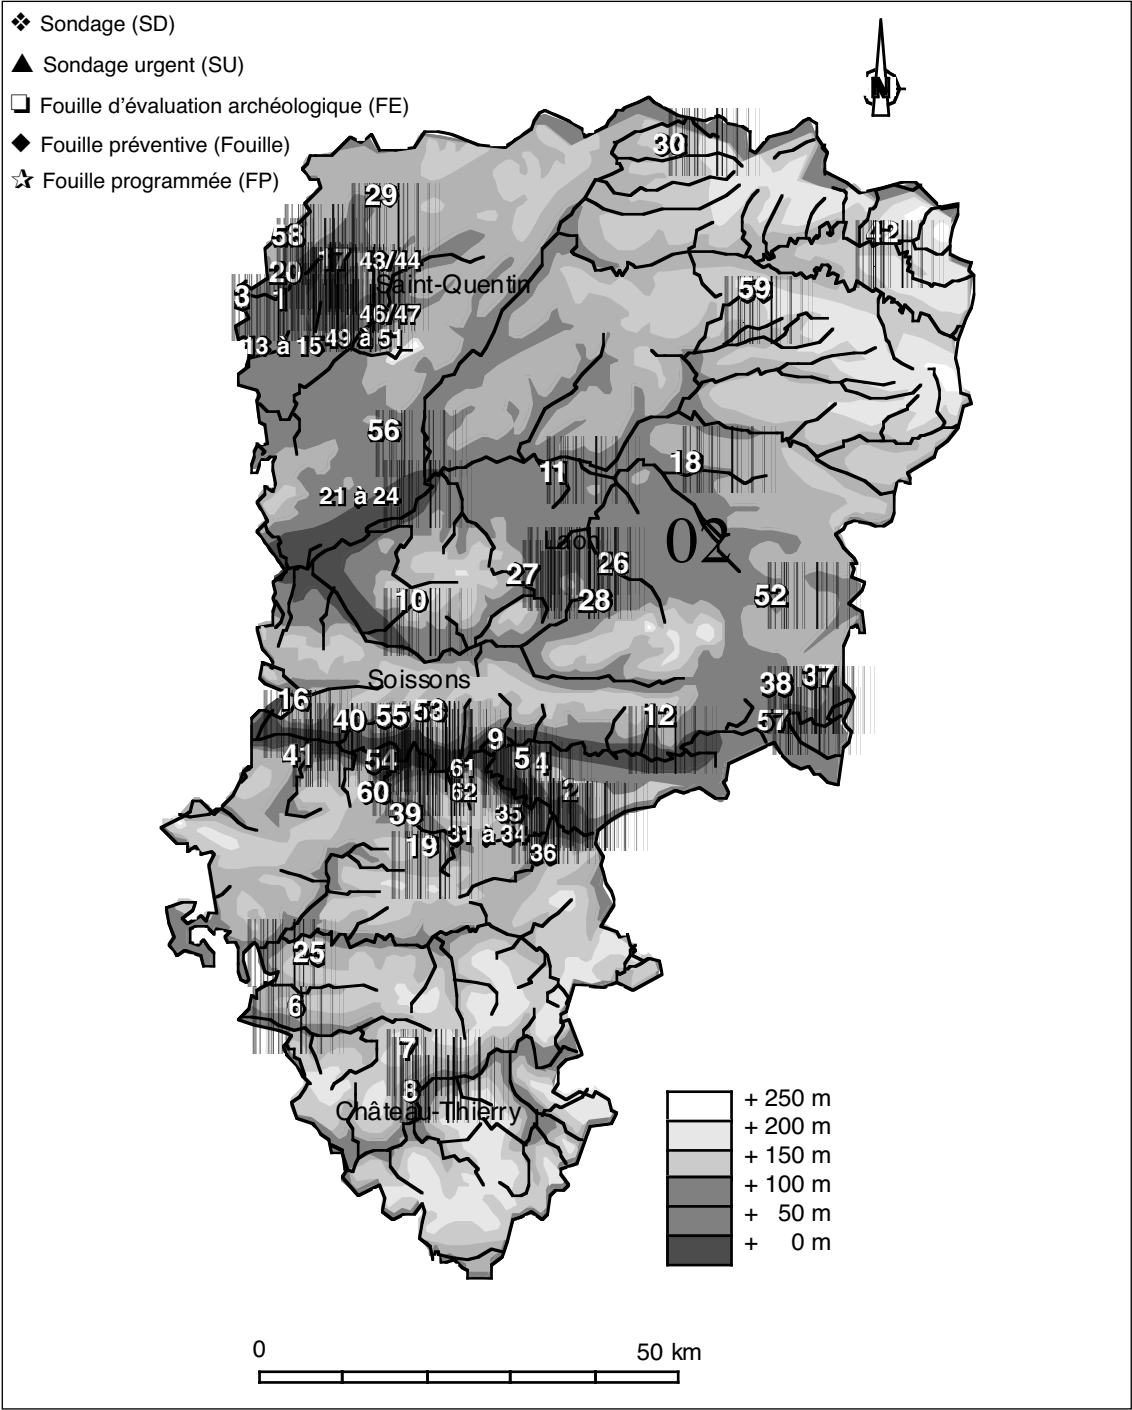 Sondage (SD)
Sondage urgent (SU)
Fouille d'évaluation archéologique (FE)
Fouille préventive (Fouille)
Fouille programmée (FP)
N
30
29
58
42
17
43/44
20
Saint-Quentin
59
3
1
46/47
13 à 15
49 à 51
56
11
18
21 à 24
02
Laon
26
27
52
10
28
Soissons
38
37
16
40
55
53
12
57
9
41
54
5
4
61
60
62
2
39
35
31 à 34
19
36
25
6
7
8
Château-Thierry
+ 250 m
+ 200 m
+ 150 m
+ 100 m
+ 50 m
+ 0 m
0
50 km